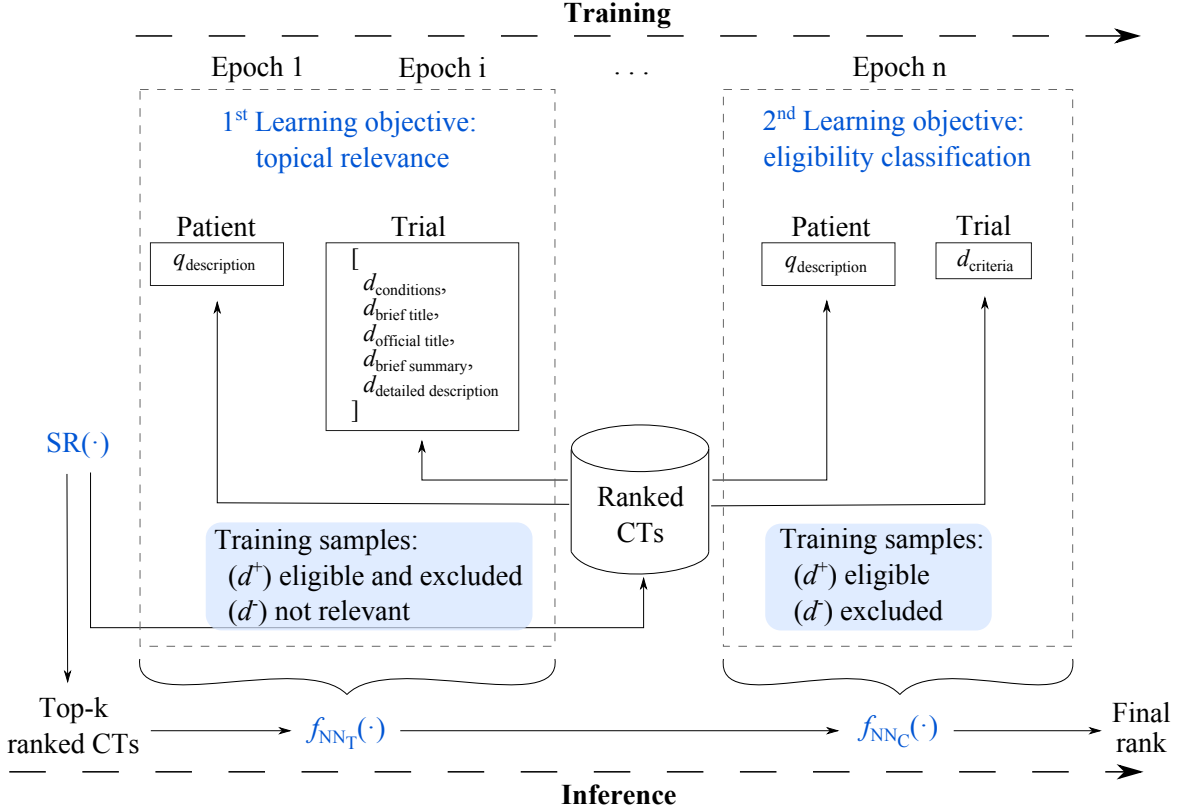 Training
Epoch 1
Epoch i
. . .
Epoch n
1st Learning objective:
topical relevance
2nd Learning objective:
eligibility classification
Patient
Trial
Patient
Trial
qdescription
[
dconditions,
dbrief title,
dofficial title,
dbrief summary,
ddetailed description
]
qdescription
dcriteria
SR(·)
Ranked
CTs
Training samples:
(d+) eligible and excluded
(d-) not relevant
Training samples:
(d+) eligible
(d-) excluded
Top-k
ranked CTs
fNNT(·)
fNNC(·)
Final
rank
Inference